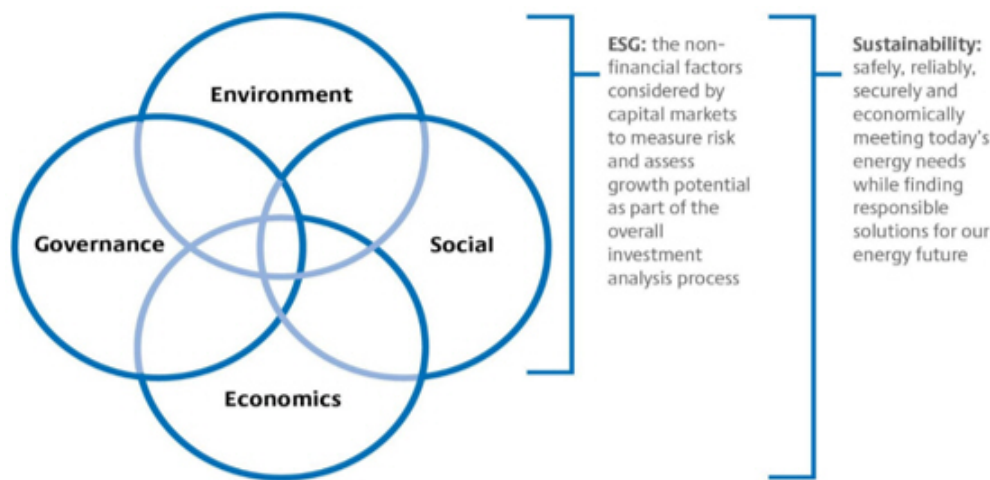 Environment
Governance
Social
Economics
ESG: the non-
financial factors
considered by
capital markets
to measure risk
and assess
growth potential
as part of the
overall
investment
analysis process
Sustainability:
safely, reliably,
securely and
economically
meeting today's
energy needs
while finding
responsible
solutions for our
energy future